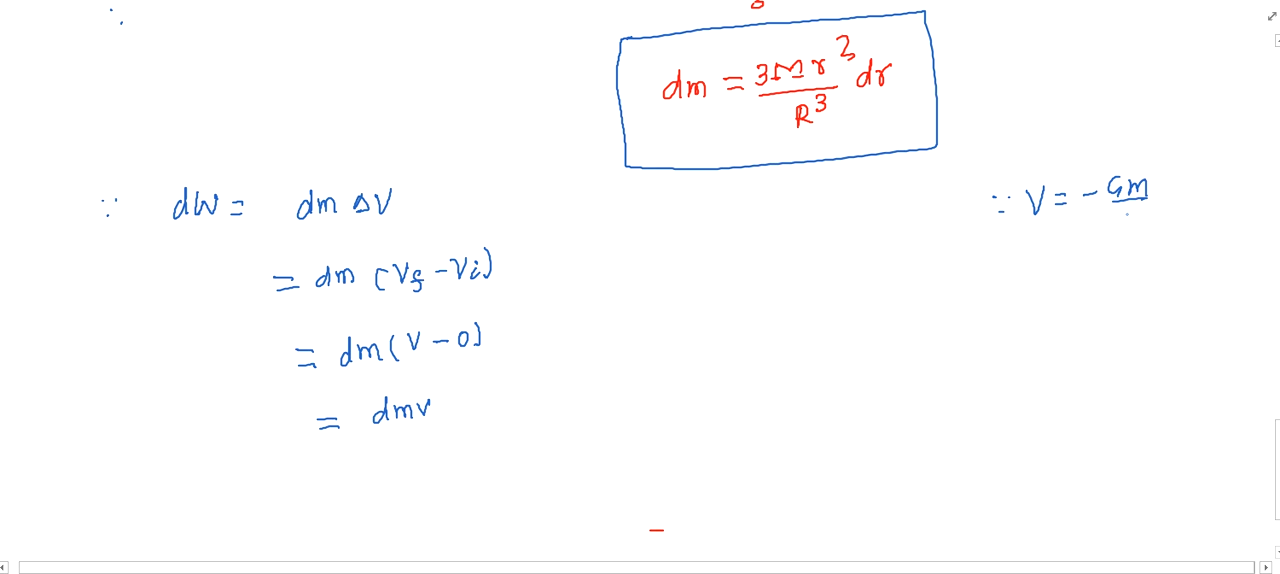 ∴
dm = 3Mr² / R³ dr
∵ dW = dm ΔV
∵ V = - Gm
= dm (Vf - Vi)
= dm (V - 0)
= dmv